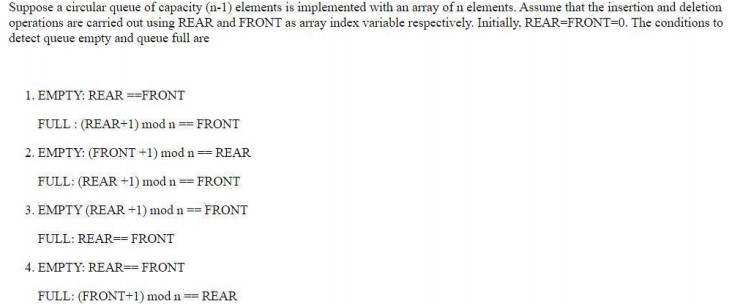 Suppose a circular queue of capacity (n-1) elements is implemented with an array of n elements. Assume that the insertion and deletion
operations are carried out using REAR and FRONT as array index variable respectively. Initially, REAR=FRONT=0. The conditions to
detect queue empty and queue full are
1. EMPTY: REAR ==FRONT
FULL : (REAR+1) mod n == FRONT
2. EMPTY: (FRONT +1) mod n == REAR
FULL: (REAR +1) mod n == FRONT
3. EMPTY (REAR +1) mod n == FRONT
FULL: REAR== FRONT
4. EMPTY: REAR== FRONT
FULL: (FRONT+1) mod n == REAR